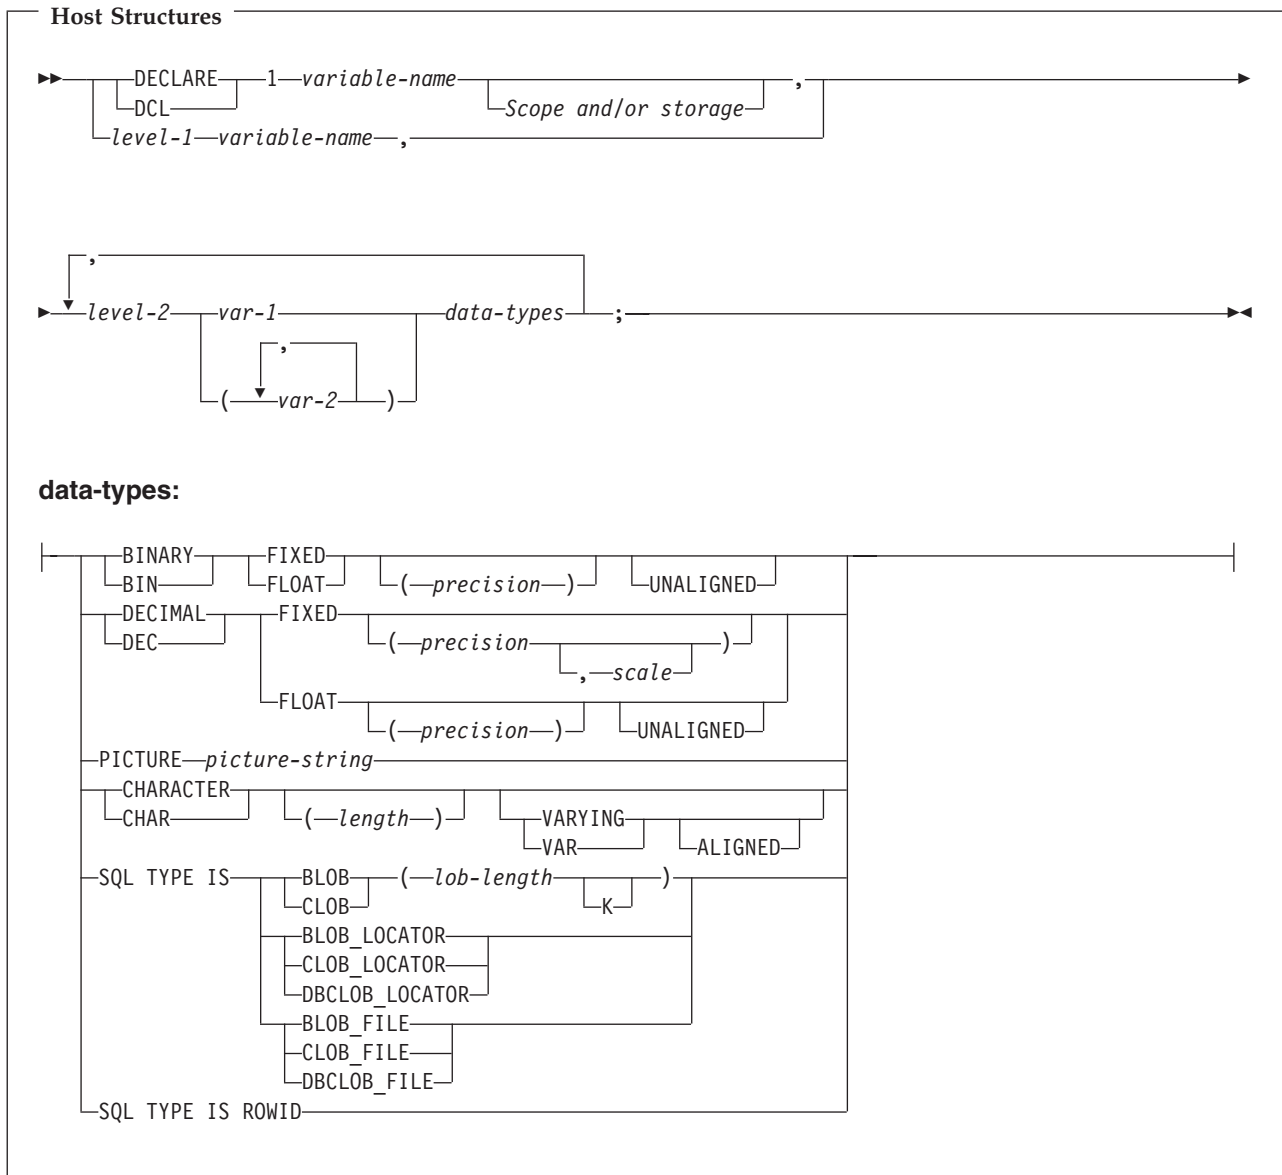 Host Structures
DECLARE 1 variable-name ,
DCL Scope and/or storage
level-1 variable-name ,
,
level-2 var-1 data-types ;
,
( var-2 )
data-types:
BINARY FIXED
BIN FLOAT ( precision ) UNALIGNED
DECIMAL FIXED
DEC ( precision )
, scale
FLOAT
( precision ) UNALIGNED
PICTURE picture-string
CHARACTER
CHAR ( length ) VARYING
VAR ALIGNED
SQL TYPE IS BLOB ( lob-length )
CLOB K
BLOB_LOCATOR
CLOB_LOCATOR
DBCLOB_LOCATOR
BLOB_FILE
CLOB_FILE
DBCLOB_FILE
SQL TYPE IS ROWID